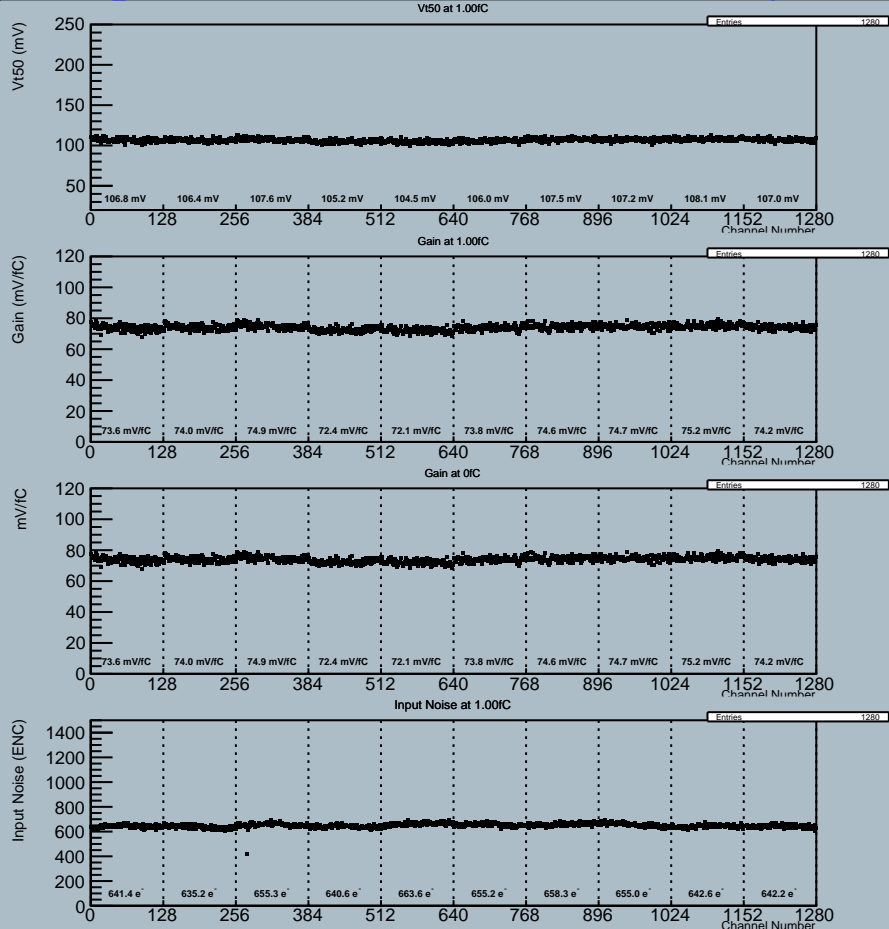 Vt50 at 1.00fC
Entries 1280
Vt50 (mV)
250
200
150
100
50
106.8 mV 106.4 mV 107.6 mV 105.2 mV 104.5 mV 106.0 mV 107.5 mV 107.2 mV 108.1 mV 107.0 mV
0 128 256 384 512 640 768 896 1024 1152 1280
Channel Number
Gain at 1.00fC
Entries 1280
Gain (mV/fC)
120
100
80
60
40
20
0
73.6 mV/fC 74.0 mV/fC 74.9 mV/fC 72.4 mV/fC 72.1 mV/fC 73.8 mV/fC 74.6 mV/fC 74.7 mV/fC 75.2 mV/fC 74.2 mV/fC
0 128 256 384 512 640 768 896 1024 1152 1280
Channel Number
Gain at 0fC
Entries 1280
mV/fC
120
100
80
60
40
20
0
73.6 mV/fC 74.0 mV/fC 74.9 mV/fC 72.4 mV/fC 72.1 mV/fC 73.8 mV/fC 74.6 mV/fC 74.7 mV/fC 75.2 mV/fC 74.2 mV/fC
0 128 256 384 512 640 768 896 1024 1152 1280
Channel Number
Input Noise at 1.00fC
Entries 1280
Input Noise (ENC)
1400
1200
1000
800
600
400
200
0
641.4 e⁻ 635.2 e⁻ 655.3 e⁻ 640.6 e⁻ 663.6 e⁻ 655.2 e⁻ 658.3 e⁻ 655.0 e⁻ 642.6 e⁻ 642.2 e⁻
0 128 256 384 512 640 768 896 1024 1152 1280
Channel Number